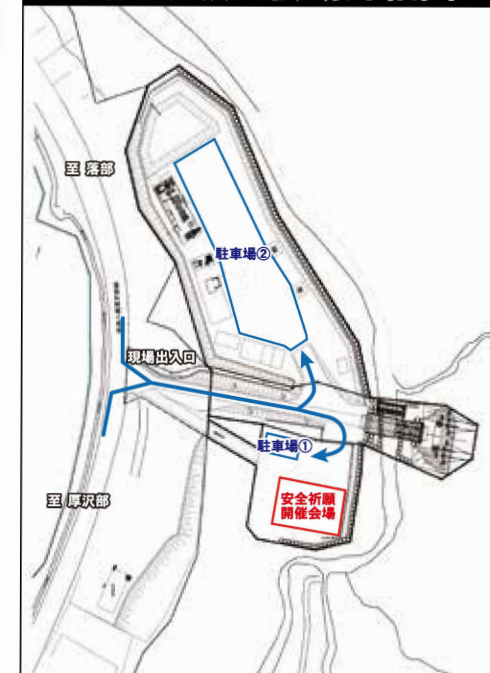 至 落部
駐車場②
現場出入口
駐車場①
安全祈願
開催会場
至 厚沢部